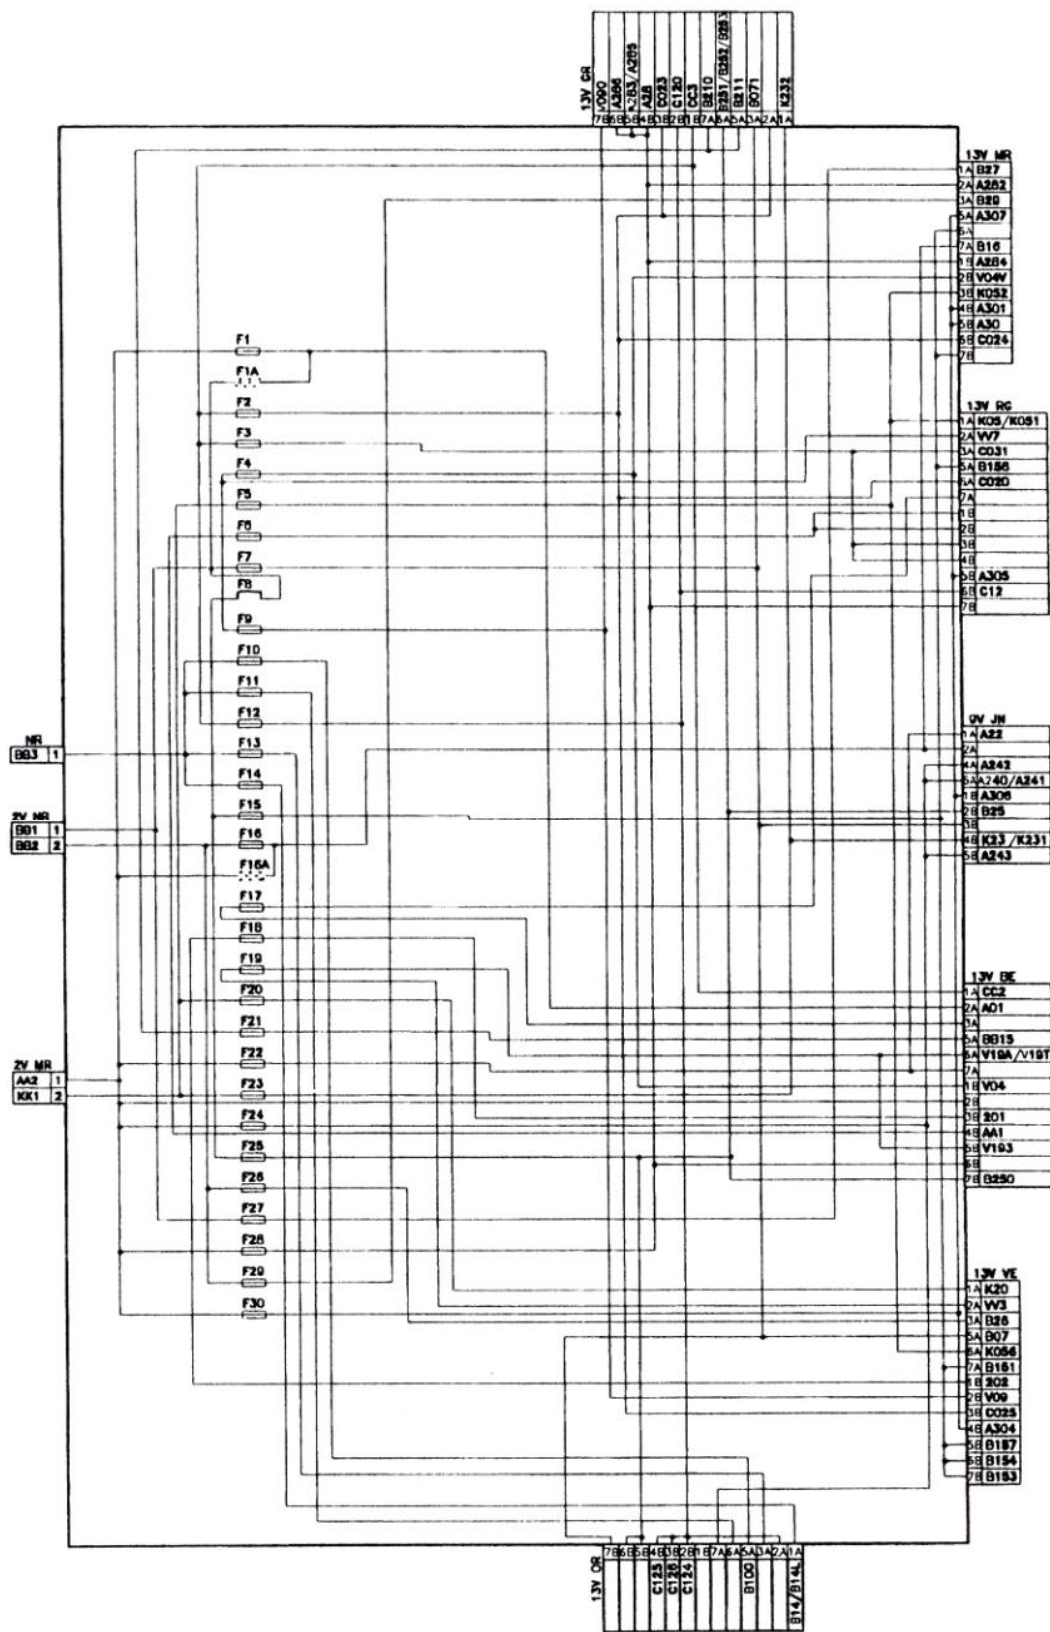 13V GR
7B V090
6B A286
5B A283/A285
4B A28
3B C023
2B C120
1B CC3
7A B210
6A B251/B252/B253
5A B211
3A B071
2A
1A K232
13V MR
1A B27
2A A282
3A B29
5A A307
6A
7A B16
1B A284
2B V04V
3B K052
4B A301
5B A30
6B C024
7B
F1
F1A
F2
F3
F4
F5
F6
F7
F8
F9
F10
F11
F12
F13
F14
F15
F16
F16A
F17
F18
F19
F20
F21
F22
F23
F24
F25
F26
F27
F28
F29
F30
13V RG
1A K05/K051
2A VV7
3A C031
5A B156
6A C020
7A
1B
2B
3B
4B
5B A305
6B C12
7B
NR
BB3 1
2V NR
BB1 1
BB2 2
2V MR
AA2 1
KK1 2
9V JN
1A A22
2A
4A A242
5A A240/A241
1B A306
2B B25
3B
4B K23/K231
5B A243
13V BE
1A CC2
2A A01
3A
5A BB15
6A V19A/V19T
7A
1B V04
2B
3B 201
4B AA1
5B V193
6B
7B B250
13V VE
1A K20
2A VV3
3A B26
5A B07
6A K056
7A B151
1B 202
2B V09
3B C025
4B A304
5B B157
6B B154
7B B153
13V OR
7B
6B
5B
4B C125
3B C126
2B C124
1B
7A
6A
5A B100
3A
2A
1A B14/B14L